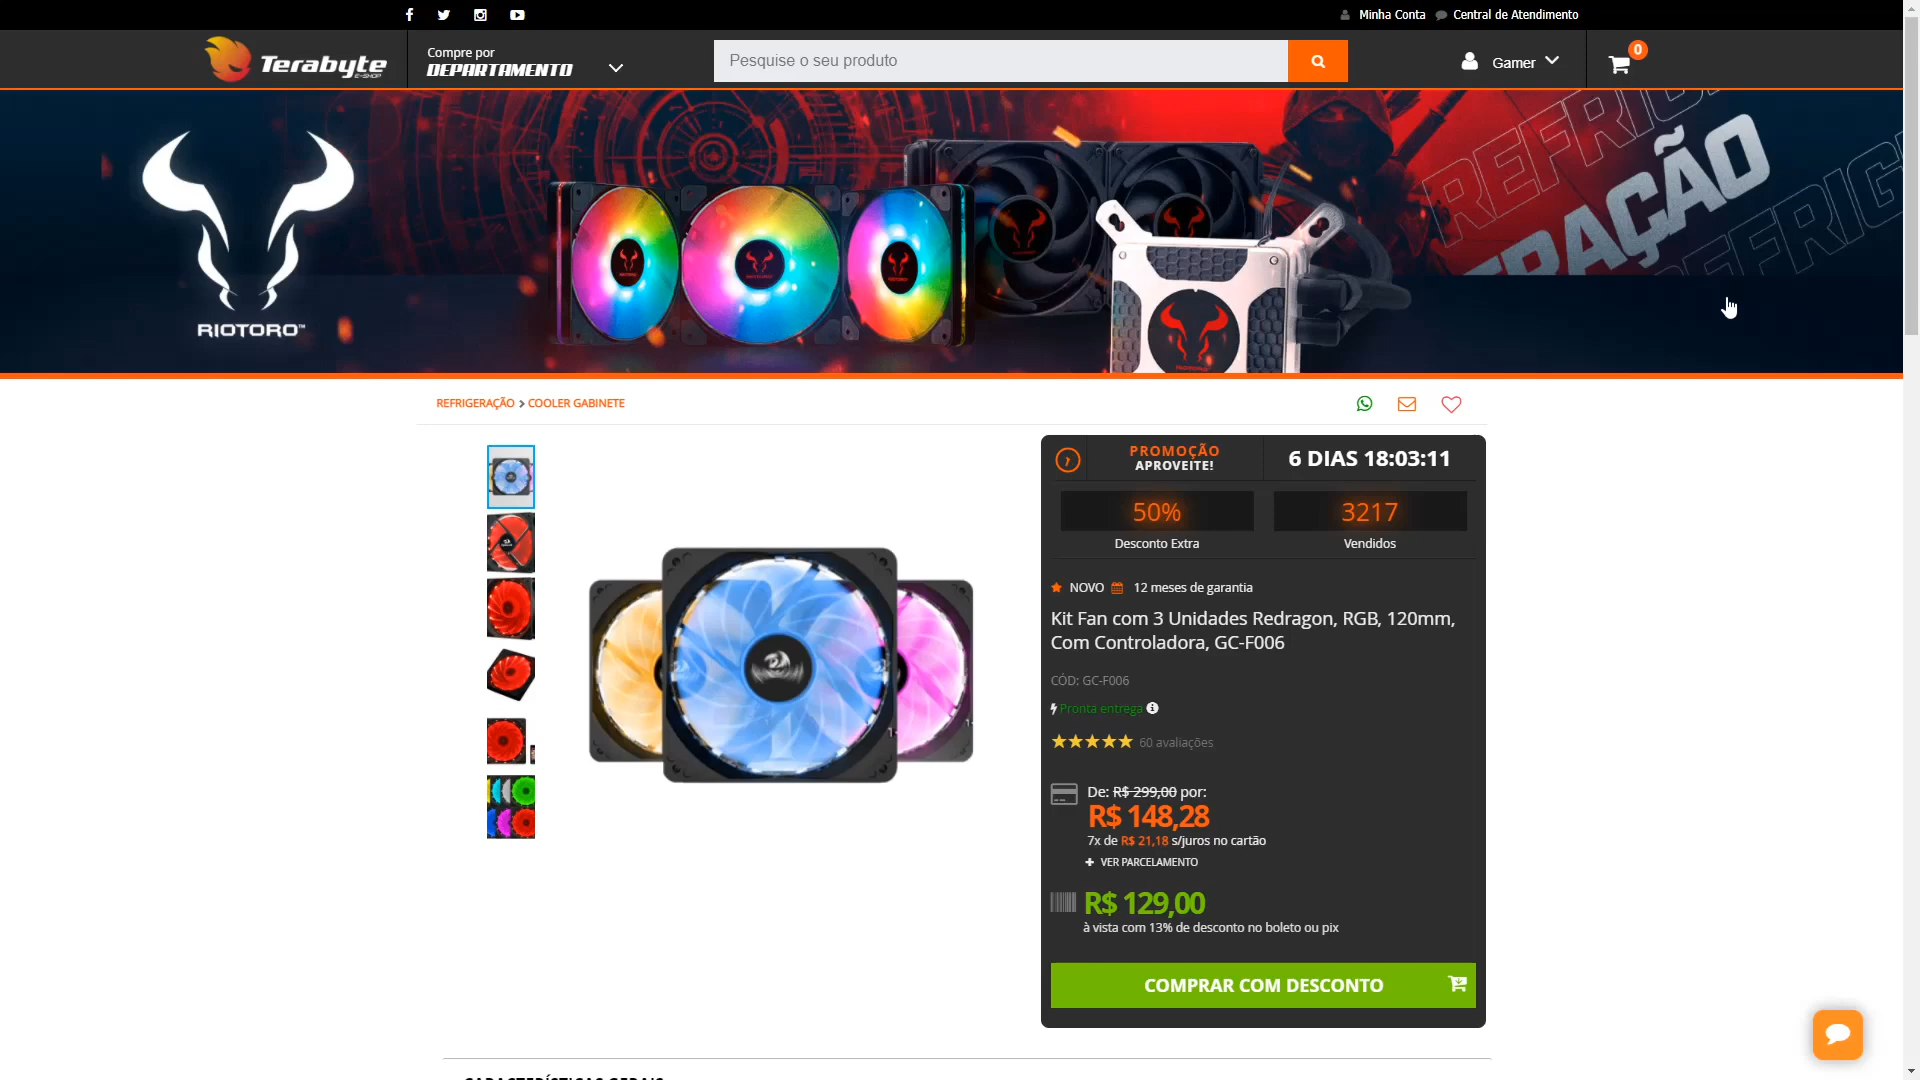 Minha Conta
Central de Atendimento
Terabyte
E-SHOP
Compre por
DEPARTAMENTO
Pesquise o seu produto
Gamer
0
REFRIGERAÇÃO
RIOTORO™
REFRIGERAÇÃO > COOLER GABINETE
PROMOÇÃO
APROVEITE!
6 DIAS 18:03:11
50%
3217
Desconto Extra
Vendidos
NOVO
12 meses de garantia
Kit Fan com 3 Unidades Redragon, RGB, 120mm,
Com Controladora, GC-F006
CÓD: GC-F006
Pronta entrega
60 avaliações
De: R$ 299,00 por:
R$ 148,28
7x de R$ 21,18 s/juros no cartão
+ VER PARCELAMENTO
R$ 129,00
à vista com 13% de desconto no boleto ou pix
COMPRAR COM DESCONTO
CARACTERÍSTICAS GERAIS